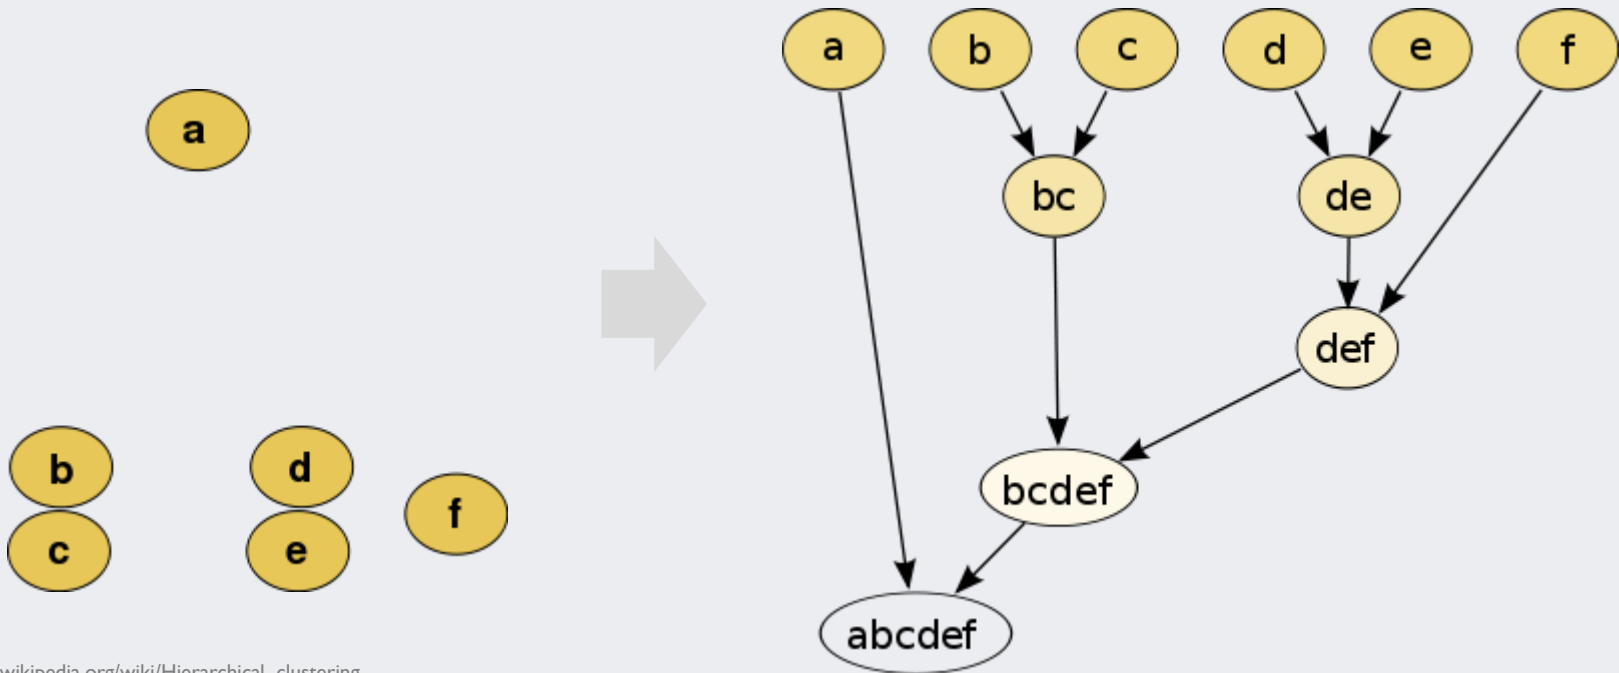 a
b
c
d
e
f
a
b
c
d
e
f
bc
de
def
bcdef
abcdef
wikipedia.org/wiki/Hierarchical_clustering